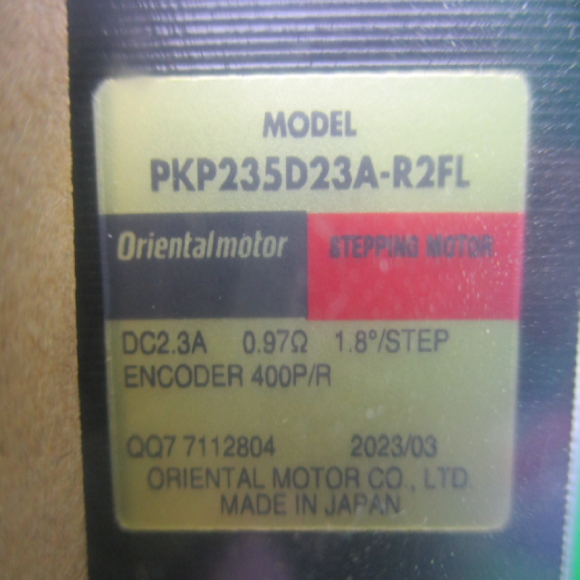 MODEL
PKP235D23A-R2FL
Orientalmotor STEPPING MOTOR
DC2.3A 0.97Ω 1.8°/STEP
ENCODER 400P/R
QQ7 7112804 2023/03
ORIENTAL MOTOR CO., LTD.
MADE IN JAPAN